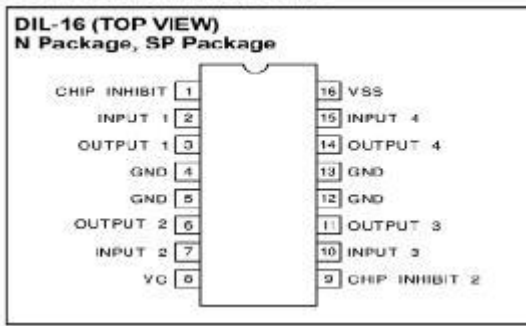 DIL-16 (TOP VIEW)
N Package, SP Package
CHIP INHIBIT 1
16 VSS
INPUT 1 2
15 INPUT 4
OUTPUT 1 3
14 OUTPUT 4
GND 4
13 GND
GND 5
12 GND
OUTPUT 2 6
11 OUTPUT 3
INPUT 2 7
10 INPUT 3
VC 8
9 CHIP INHIBIT 2